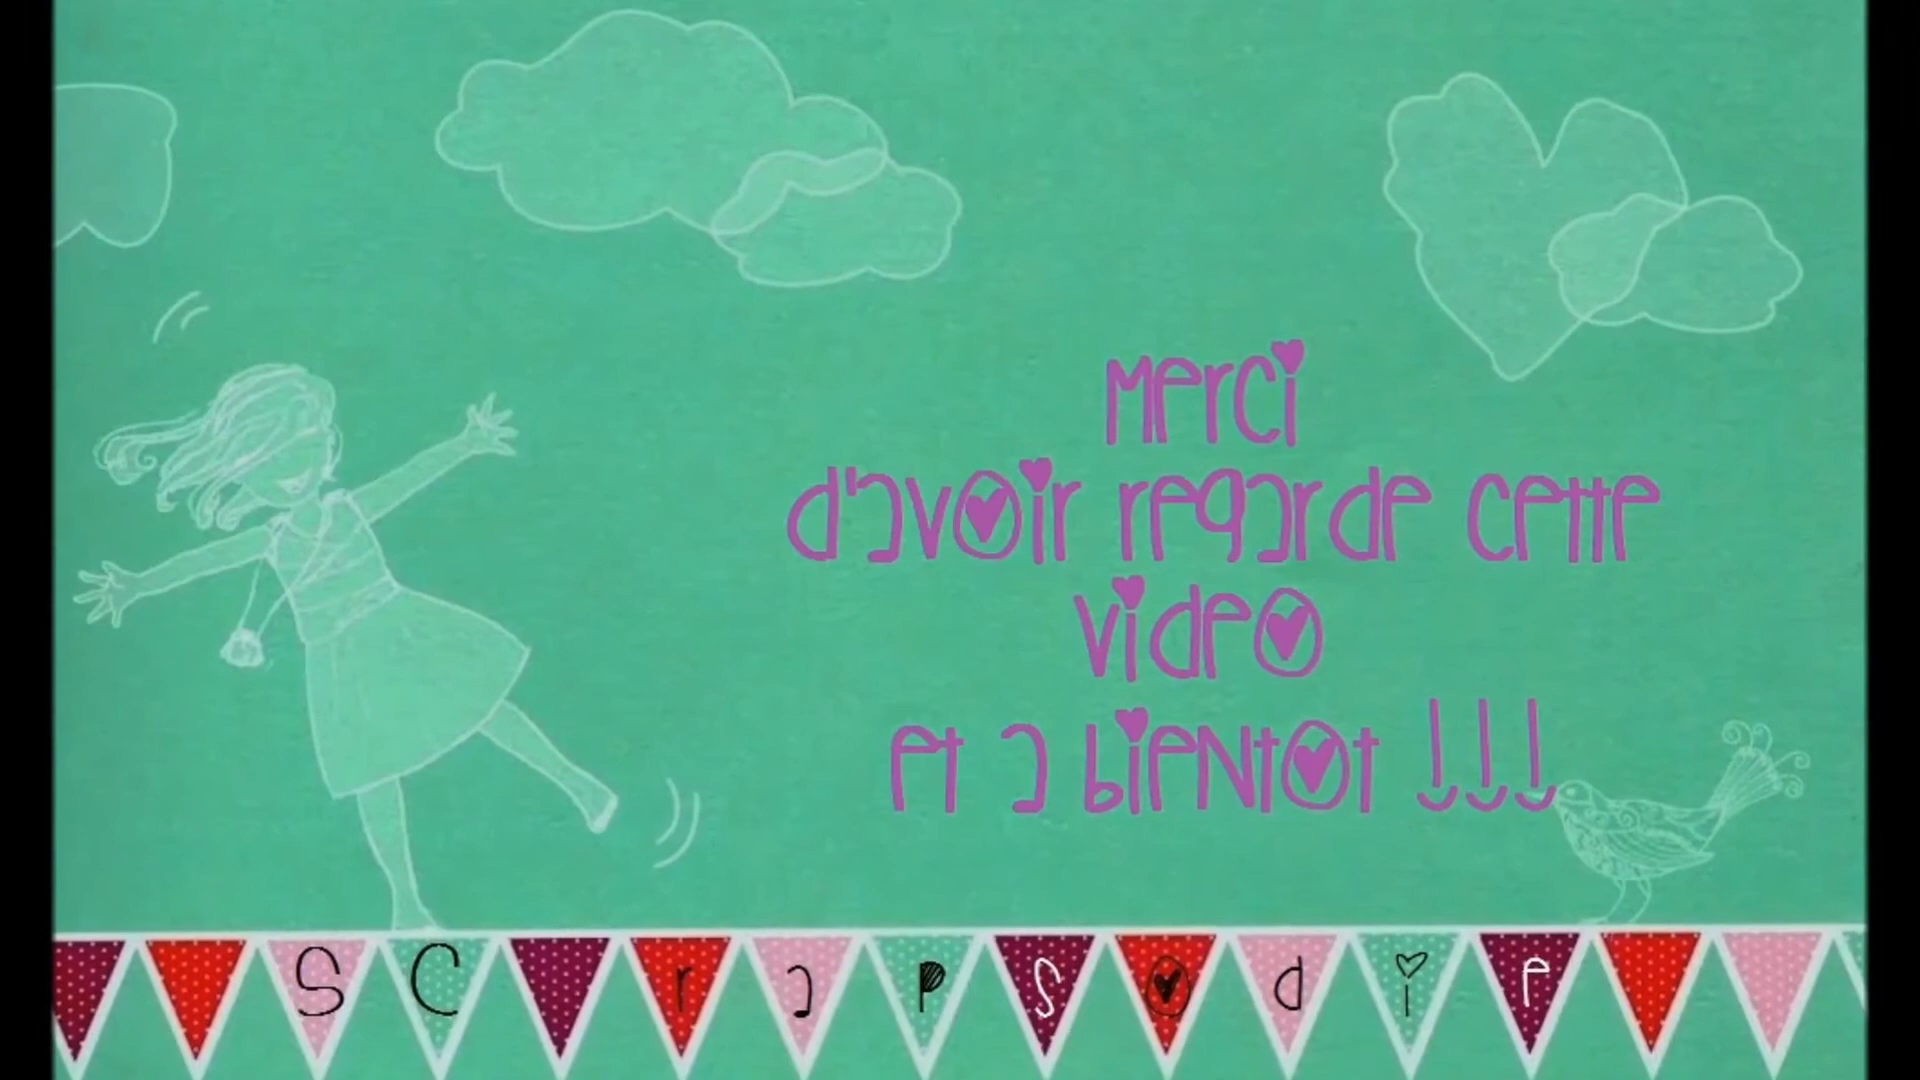 Merci
d'avoir regarde cette
video
et a bientot !!!
SCrapsodie